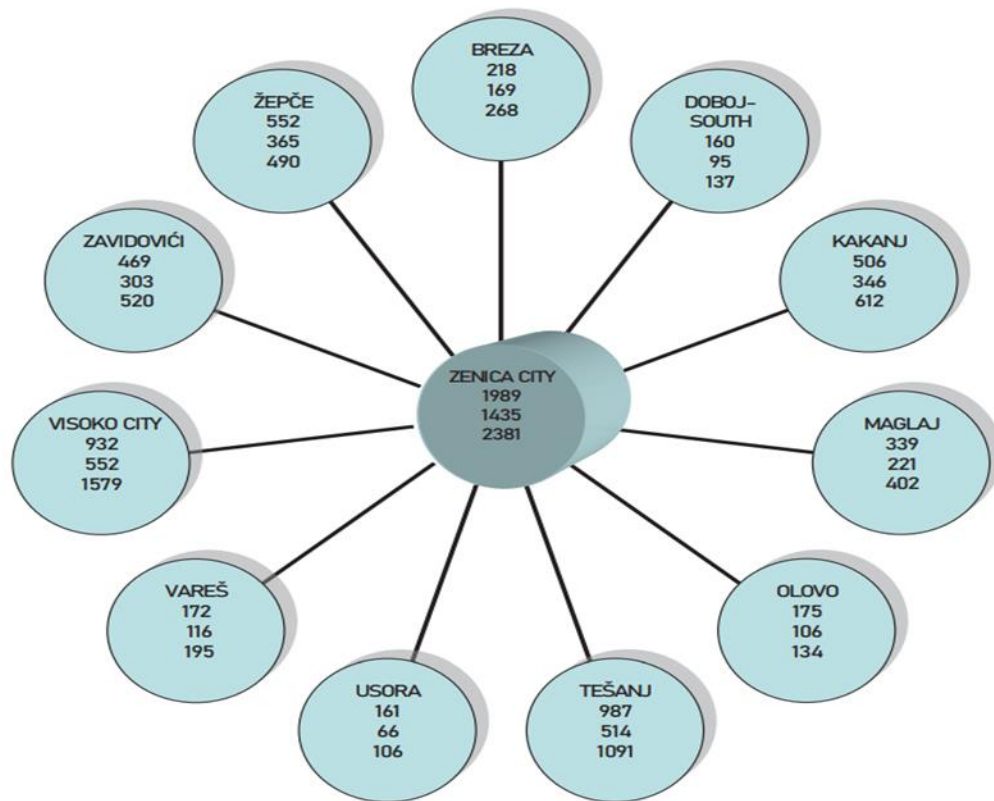 BREZA
218
169
268
DOBOJ-
SOUTH
160
95
137
KAKANJ
506
346
612
MAGLAJ
339
221
402
OLOVO
175
106
134
TEŠANJ
987
514
1091
USORA
161
66
106
VAREŠ
172
116
195
VISOKO CITY
932
552
1579
ZAVIDOVIĆI
469
303
520
ŽEPČE
552
365
490
ZENICA CITY
1989
1435
2381